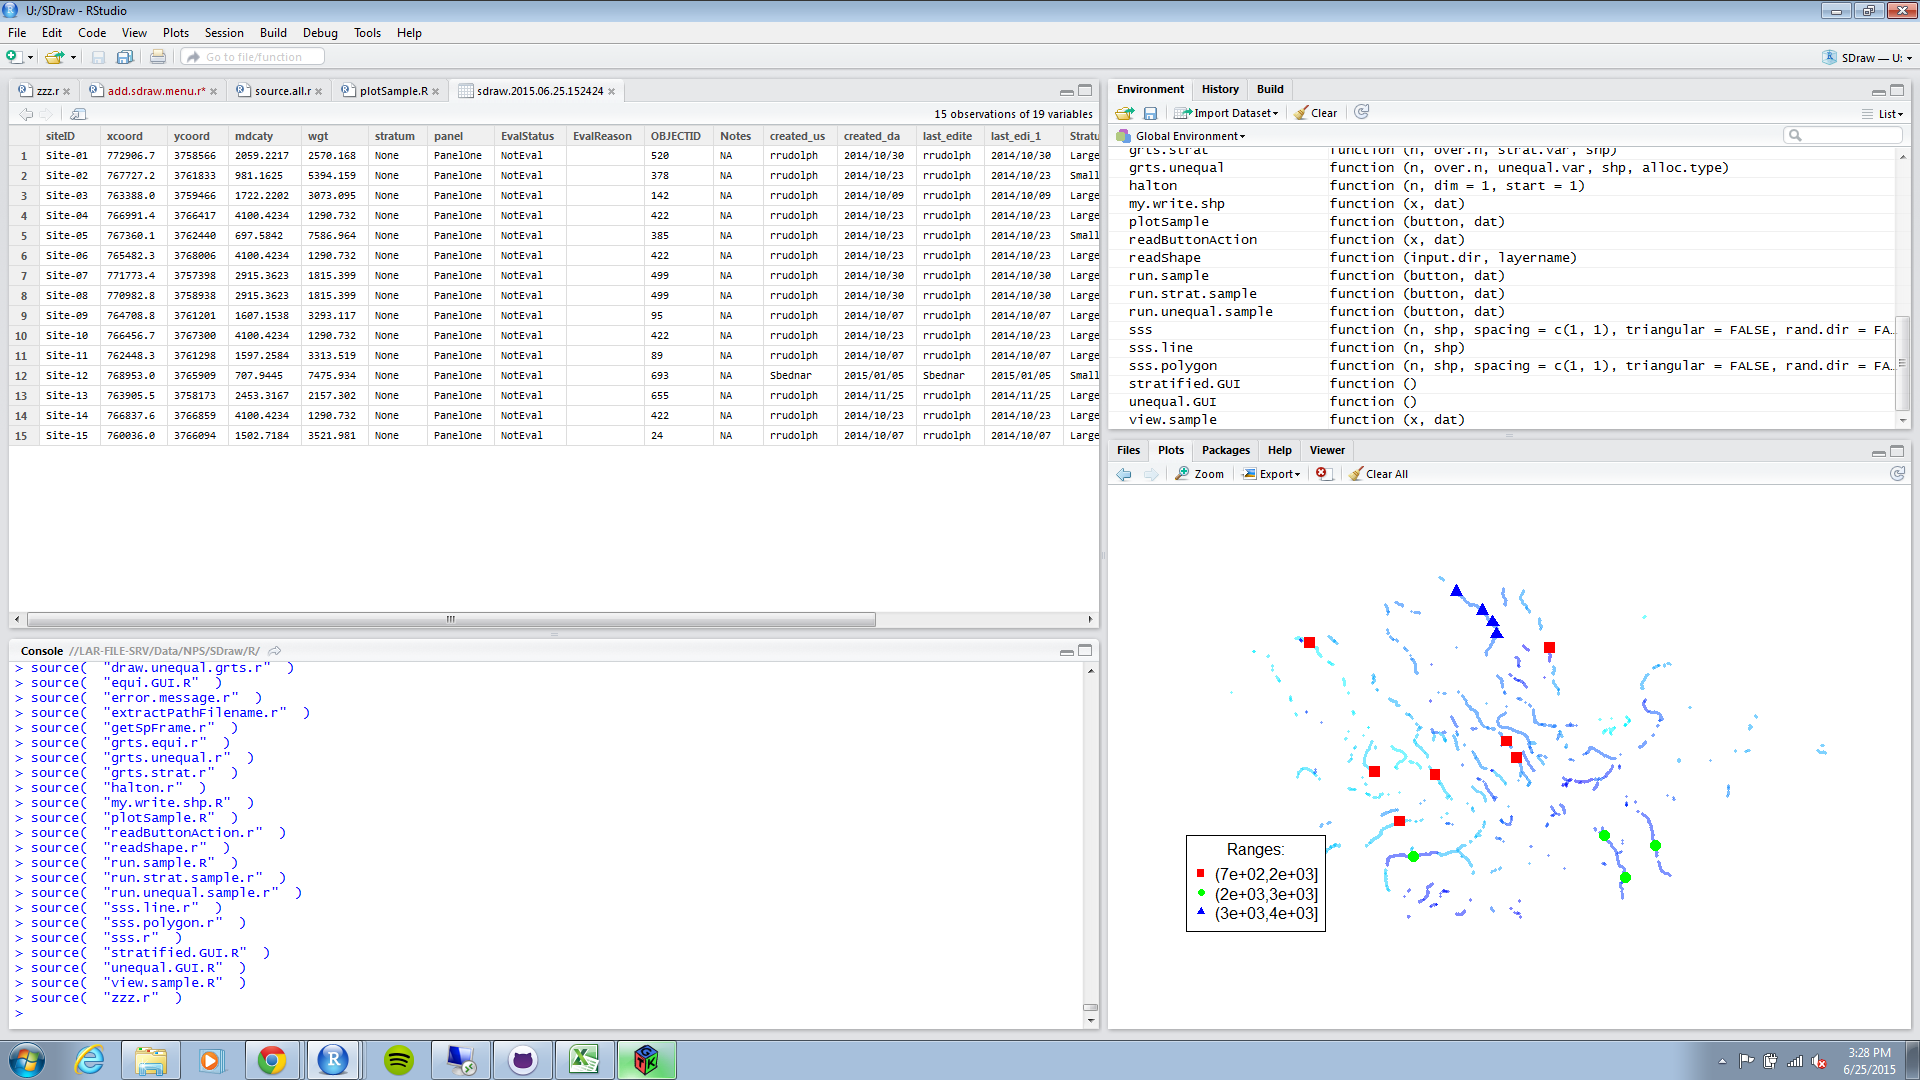 U:/SDraw - RStudio
File Edit Code View Plots Session Build Debug Tools Help
Go to file/function
SDraw — U:
zzz.r
add.sdraw.menu.r*
source.all.r
plotSample.R
sdraw.2015.06.25.152424
15 observations of 19 variables
siteID xcoord ycoord mdcaty wgt stratum panel EvalStatus EvalReason OBJECTID Notes created_us created_da last_edite last_edi_1 Stratu
1 Site-01 772906.7 3758566 2059.2217 2570.168 None PanelOne NotEval 520 NA rrudolph 2014/10/30 rrudolph 2014/10/30 Large
2 Site-02 767727.2 3761833 981.1625 5394.159 None PanelOne NotEval 378 NA rrudolph 2014/10/23 rrudolph 2014/10/23 Small
3 Site-03 763388.0 3759466 1722.2202 3073.095 None PanelOne NotEval 142 NA rrudolph 2014/10/09 rrudolph 2014/10/09 Large
4 Site-04 766991.4 3766417 4100.4234 1290.732 None PanelOne NotEval 422 NA rrudolph 2014/10/23 rrudolph 2014/10/23 Large
5 Site-05 767360.1 3762440 697.5842 7586.964 None PanelOne NotEval 385 NA rrudolph 2014/10/23 rrudolph 2014/10/23 Small
6 Site-06 765482.3 3768006 4100.4234 1290.732 None PanelOne NotEval 422 NA rrudolph 2014/10/23 rrudolph 2014/10/23 Large
7 Site-07 771773.4 3757398 2915.3623 1815.399 None PanelOne NotEval 499 NA rrudolph 2014/10/30 rrudolph 2014/10/30 Large
8 Site-08 770982.8 3758938 2915.3623 1815.399 None PanelOne NotEval 499 NA rrudolph 2014/10/30 rrudolph 2014/10/30 Large
9 Site-09 764708.8 3761201 1607.1538 3293.117 None PanelOne NotEval 95 NA rrudolph 2014/10/07 rrudolph 2014/10/07 Large
10 Site-10 766456.7 3767300 4100.4234 1290.732 None PanelOne NotEval 422 NA rrudolph 2014/10/23 rrudolph 2014/10/23 Large
11 Site-11 762448.3 3761298 1597.2584 3313.519 None PanelOne NotEval 89 NA rrudolph 2014/10/07 rrudolph 2014/10/07 Large
12 Site-12 768953.0 3765909 707.9445 7475.934 None PanelOne NotEval 693 NA Sbednar 2015/01/05 Sbednar 2015/01/05 Small
13 Site-13 763905.5 3758173 2453.3167 2157.302 None PanelOne NotEval 655 NA rrudolph 2014/11/25 rrudolph 2014/11/25 Large
14 Site-14 766837.6 3766859 4100.4234 1290.732 None PanelOne NotEval 422 NA rrudolph 2014/10/23 rrudolph 2014/10/23 Large
15 Site-15 760036.0 3766094 1502.7184 3521.981 None PanelOne NotEval 24 NA rrudolph 2014/10/07 rrudolph 2014/10/07 Large
Console //LAR-FILE-SRV/Data/NPS/SDraw/R/
> source( "draw.unequal.grts.r" )
> source( "equi.GUI.R" )
> source( "error.message.r" )
> source( "extractPathFilename.r" )
> source( "getSpFrame.r" )
> source( "grts.equi.r" )
> source( "grts.unequal.r" )
> source( "grts.strat.r" )
> source( "halton.r" )
> source( "my.write.shp.R" )
> source( "plotSample.R" )
> source( "readButtonAction.r" )
> source( "readShape.r" )
> source( "run.sample.R" )
> source( "run.strat.sample.r" )
> source( "run.unequal.sample.r" )
> source( "sss.line.r" )
> source( "sss.polygon.r" )
> source( "sss.r" )
> source( "stratified.GUI.R" )
> source( "unequal.GUI.R" )
> source( "view.sample.R" )
> source( "zzz.r" )
>
Environment History Build
Import Dataset Clear List
Global Environment
grts.strat function (n, over.n, strat.var, shp)
grts.unequal function (n, over.n, unequal.var, shp, alloc.type)
halton function (n, dim = 1, start = 1)
my.write.shp function (x, dat)
plotSample function (button, dat)
readButtonAction function (x, dat)
readShape function (input.dir, layername)
run.sample function (button, dat)
run.strat.sample function (button, dat)
run.unequal.sample function (button, dat)
sss function (n, shp, spacing = c(1, 1), triangular = FALSE, rand.dir = FA…
sss.line function (n, shp)
sss.polygon function (n, shp, spacing = c(1, 1), triangular = FALSE, rand.dir = FA…
stratified.GUI function ()
unequal.GUI function ()
view.sample function (x, dat)
Files Plots Packages Help Viewer
Zoom Export Clear All
Ranges:
(7e+02,2e+03]
(2e+03,3e+03]
(3e+03,4e+03]
3:28 PM
6/25/2015